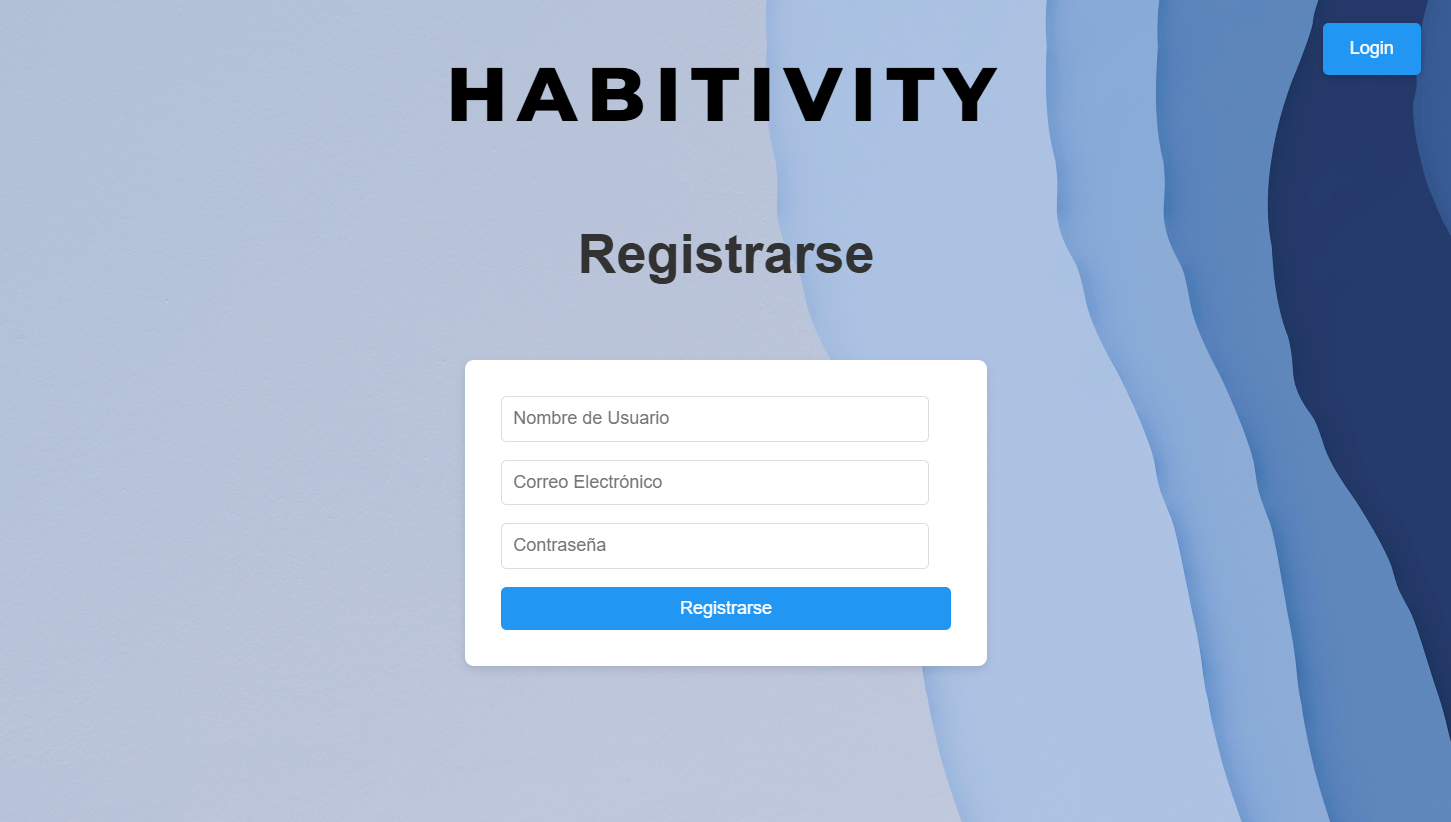 Login
HABITIVITY
Registrarse
Nombre de Usuario
Correo Electrónico
Contraseña
Registrarse